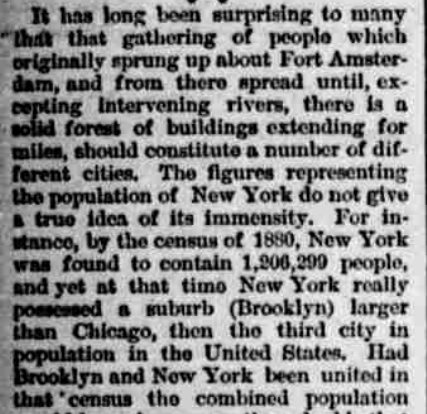 It has long been surprising to many
that that gathering of people which
originally sprung up about Fort Amster-
dam, and from there spread until, ex-
cepting intervening rivers, there is a
solid forest of buildings extending for
miles, should constitute a number of dif-
ferent cities. The figures representing
the population of New York do not give
a true idea of its immensity. For in-
stance, by the census of 1880, New York
was found to contain 1,206,299 people,
and yet at that time New York really
possessed a suburb (Brooklyn) larger
than Chicago, then the third city in
population in the United States. Had
Brooklyn and New York been united in
that census the combined population